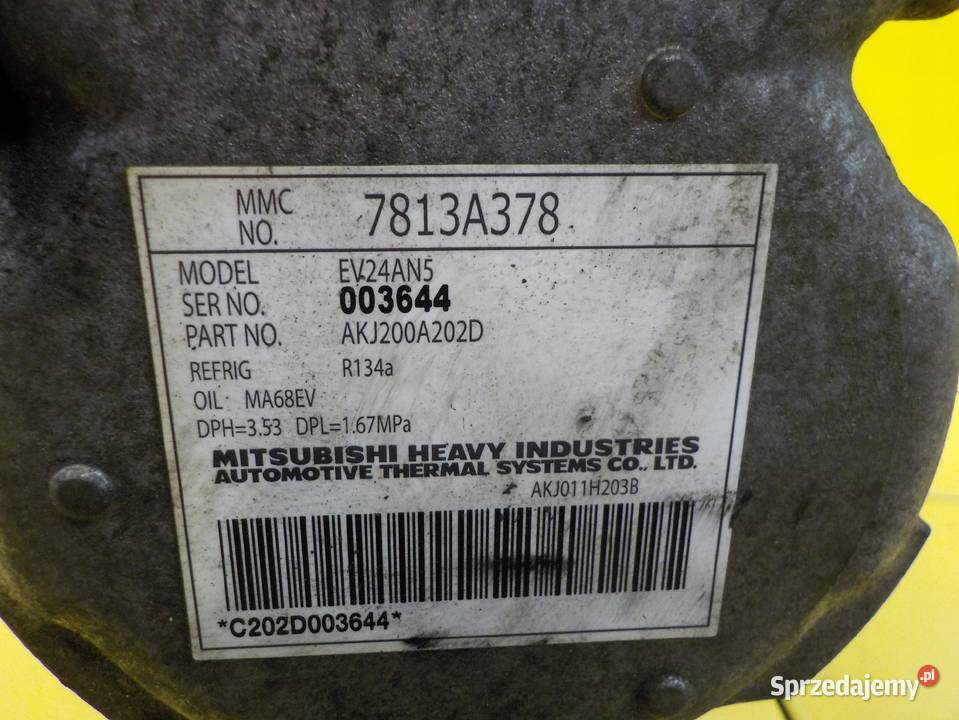 MMC NO. 7813A378
MODEL EV24AN5
SER NO. 003644
PART NO. AKJ200A202D
REFRIG R134a
OIL MA68EV
DPH=3.53 DPL=1.67MPa
MITSUBISHI HEAVY INDUSTRIES
AUTOMOTIVE THERMAL SYSTEMS CO., LTD.
AKJ011H203B
*C202D003644*
Sprzedajemy.pl